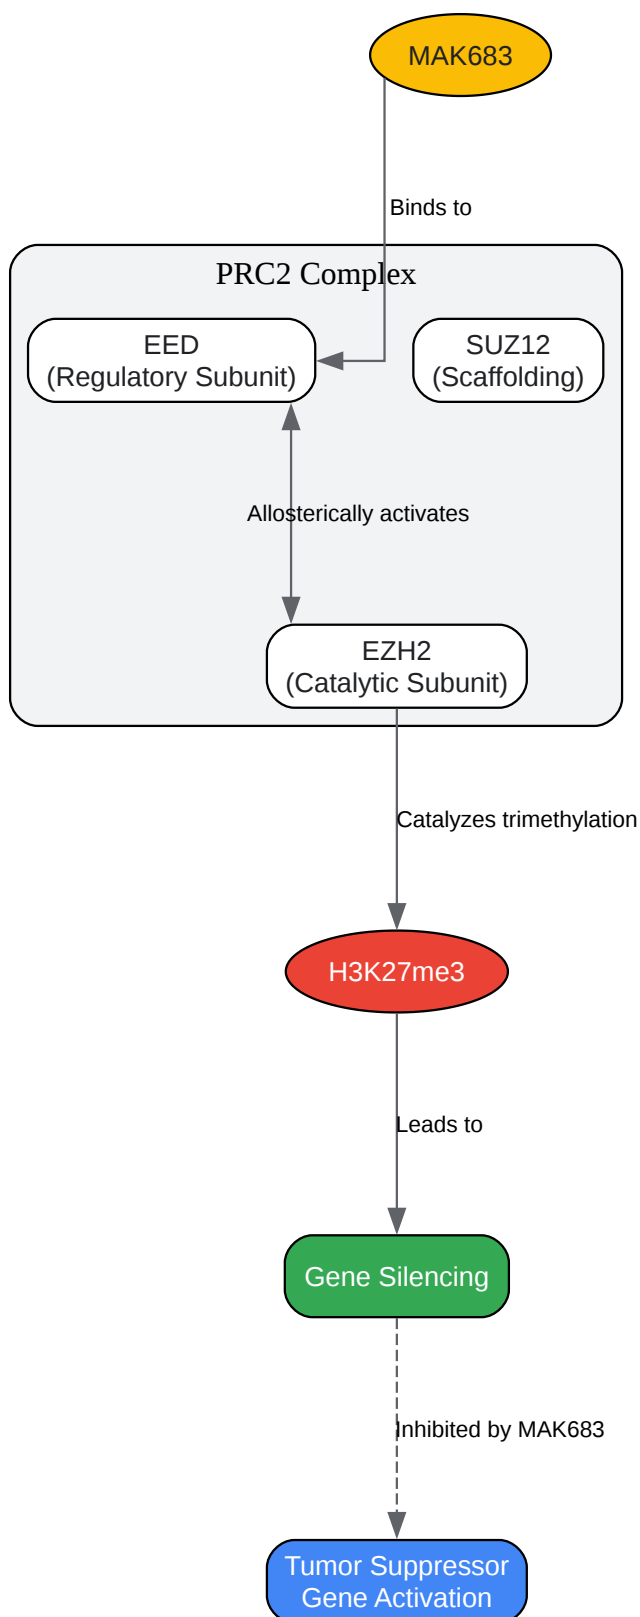 MAK683
Binds to
PRC2 Complex
EED
(Regulatory Subunit)
SUZ12
(Scaffolding)
Allosterically activates
EZH2
(Catalytic Subunit)
Catalyzes trimethylation
H3K27me3
Leads to
Gene Silencing
Inhibited by MAK683
Tumor Suppressor
Gene Activation